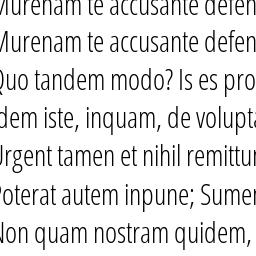 Murenam te accusante defen
Murenam te accusante defen
Quo tandem modo? Is es pro
dem iste, inquam, de volupta
Urgent tamen et nihil remittur
Poterat autem inpune; Sumer
Non quam nostram quidem,